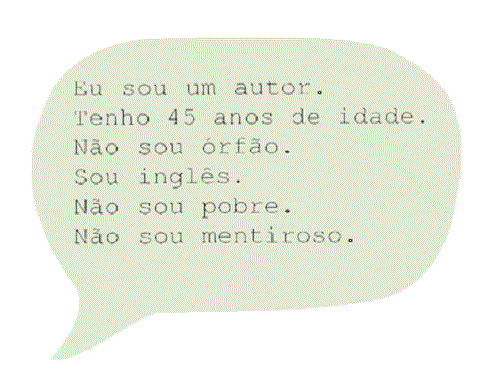 Eu sou um autor.
Tenho 45 anos de idade.
Não sou órfão.
Sou inglês.
Não sou pobre.
Não sou mentiroso.